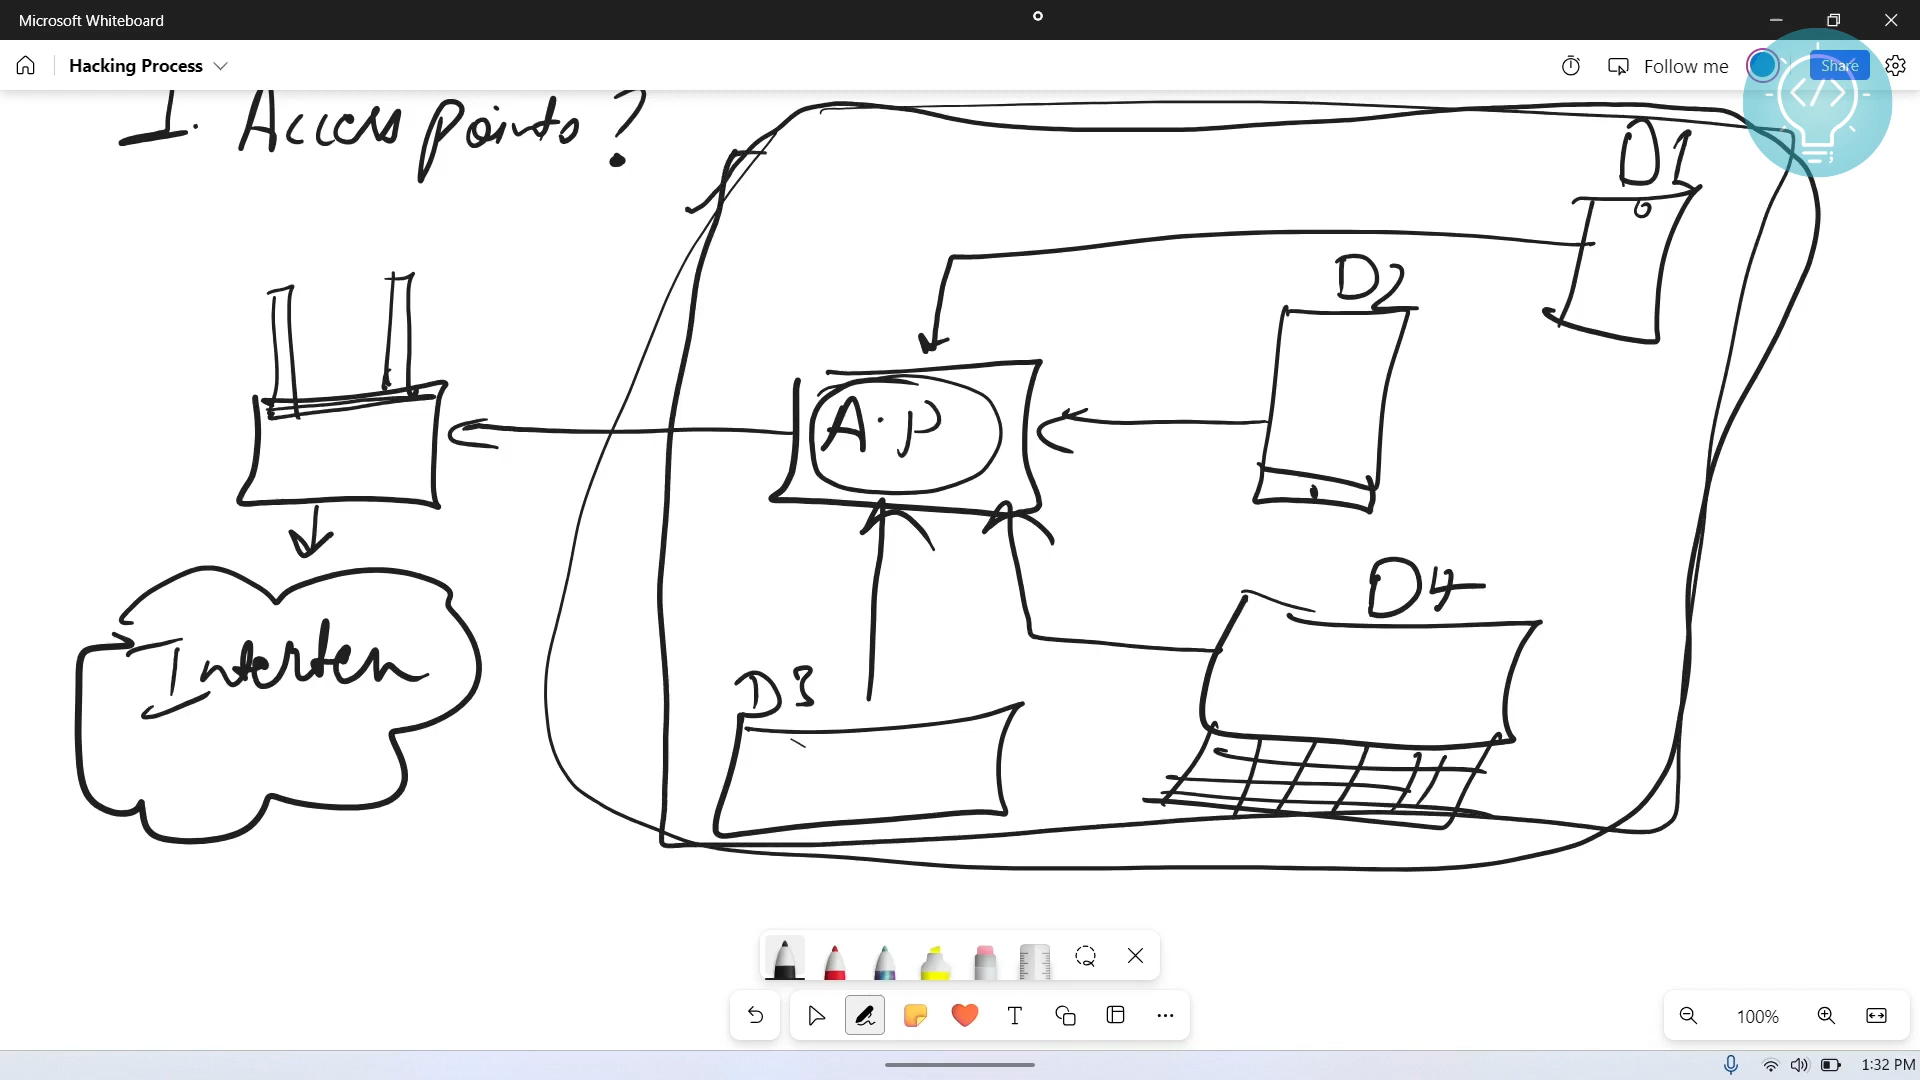 Microsoft Whiteboard
Hacking Process
Follow me
Share
1. Access points?
D1
D2
A.P
D4
Interten
D3
100%
1:32 PM